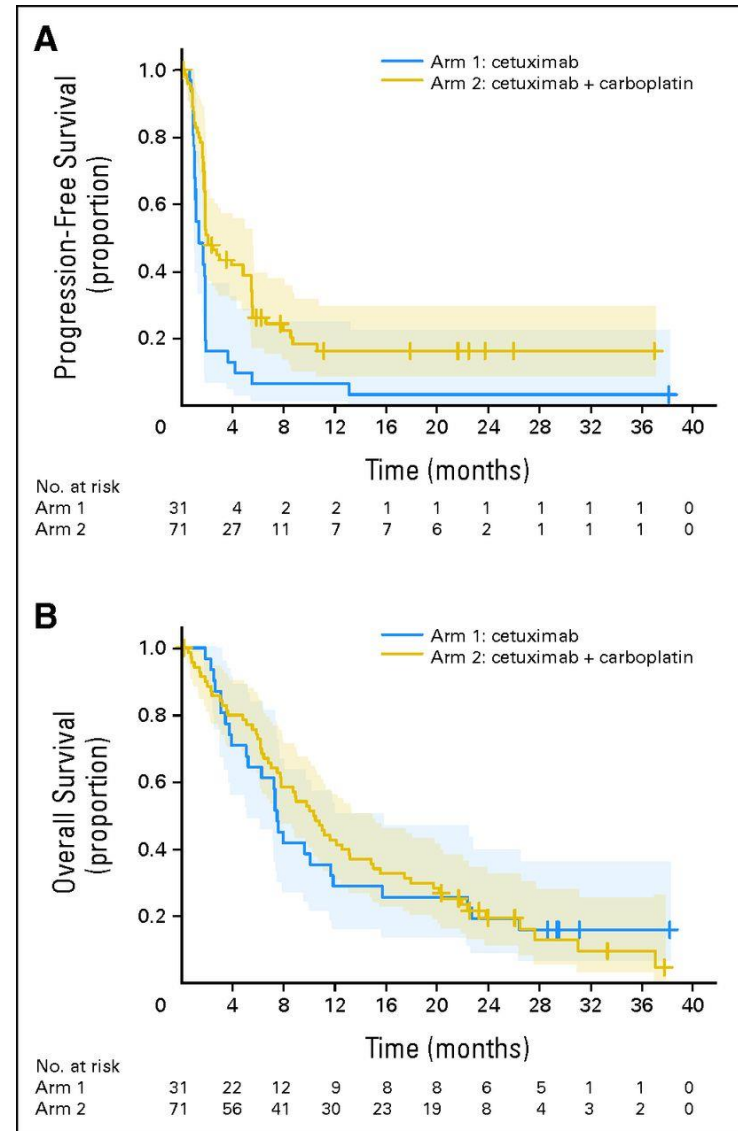 A
Arm 1: cetuximab
Arm 2: cetuximab + carboplatin
Progression-Free Survival
(proportion)
1.0
0.8
0.6
0.4
0.2
0 4 8 12 16 20 24 28 32 36 40
Time (months)
No. at risk
Arm 1 31 4 2 2 1 1 1 1 1 1 0
Arm 2 71 27 11 7 7 6 2 1 1 1 0
B
Arm 1: cetuximab
Arm 2: cetuximab + carboplatin
Overall Survival
(proportion)
1.0
0.8
0.6
0.4
0.2
0 4 8 12 16 20 24 28 32 36 40
Time (months)
No. at risk
Arm 1 31 22 12 9 8 8 6 5 1 1 0
Arm 2 71 56 41 30 23 19 8 4 3 2 0